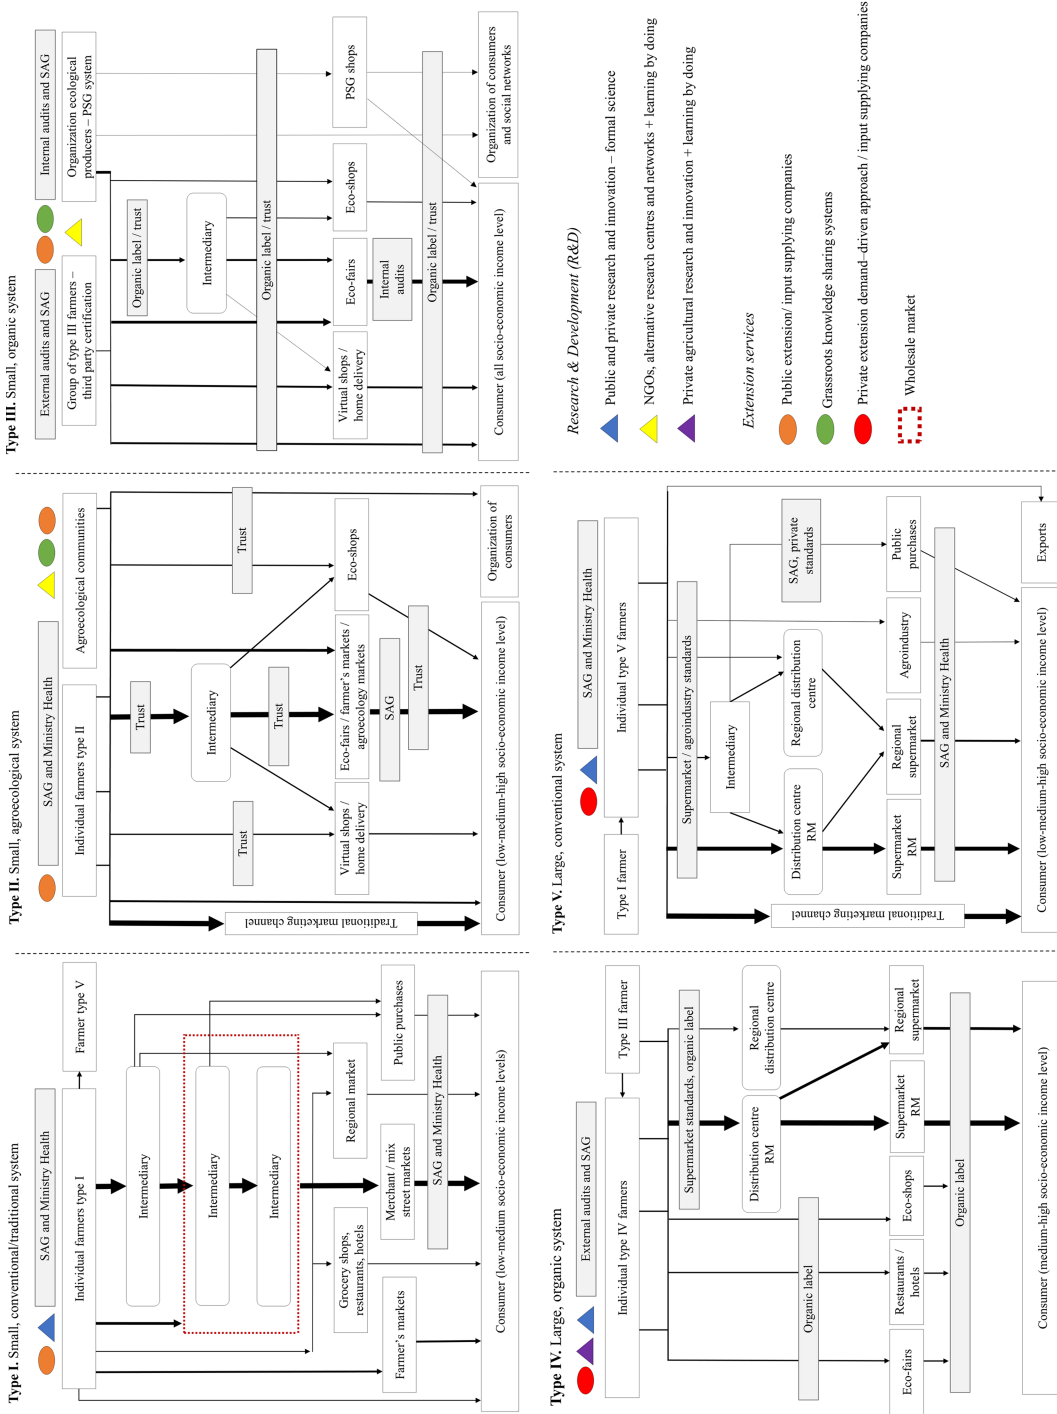 Type I. Small, conventional/traditional system
SAG and Ministry Health
Individual farmers type I
Farmer type V
Intermediary
Intermediary
Intermediary
Grocery shops,
restaurants, hotels
Regional market
Farmer's markets
Merchant / mix
street markets
Public purchases
SAG and Ministry Health
Consumer (low-medium socio-economic income levels)
Type II. Small, agroecological system
SAG and Ministry Health
Individual farmers type II
Agroecological communities
Trust
Intermediary
Trust
Trust
Trust
Traditional marketing channel
Virtual shops /
home delivery
Eco-fairs / farmer's markets /
agroecology markets
Eco-shops
SAG
Trust
Consumer (low-medium-high socio-economic income level)
Organization of
consumers
Type III. Small, organic system
External audits and SAG
Internal audits and SAG
Group of type III farmers –
third party certification
Organization ecological
producers – PSG system
Organic label / trust
Intermediary
Organic label / trust
Virtual shops /
home delivery
Eco-fairs
Eco-shops
PSG shops
Internal
audits
Organic label / trust
Consumer (all socio-economic income level)
Organization of consumers
and social networks
Type IV. Large, organic system
External audits and SAG
Individual type IV farmers
Type III farmer
Supermarket standards, organic label
Distribution centre
RM
Regional
distribution centre
Organic label
Eco-fairs
Restaurants /
hotels
Eco-shops
Supermarket
RM
Regional
supermarket
Organic label
Consumer (medium-high socio-economic income level)
Type V. Large, conventional system
SAG and Ministry Health
Type I farmer
Individual type V farmers
Supermarket / agroindustry standards
Intermediary
SAG, private
standards
Traditional marketing channel
Distribution centre
RM
Regional distribution
centre
Supermarket
RM
Regional
supermarket
Agroindustry
Public
purchases
SAG and Ministry Health
Consumer (low-medium-high socio-economic income level)
Exports
Research & Development (R&D)
Public and private research and innovation – formal science
NGOs, alternative research centres and networks + learning by doing
Private agricultural research and innovation + learning by doing
Extension services
Public extension/ input supplying companies
Grassroots knowledge sharing systems
Private extension demand–driven approach / input supplying companies
Wholesale market